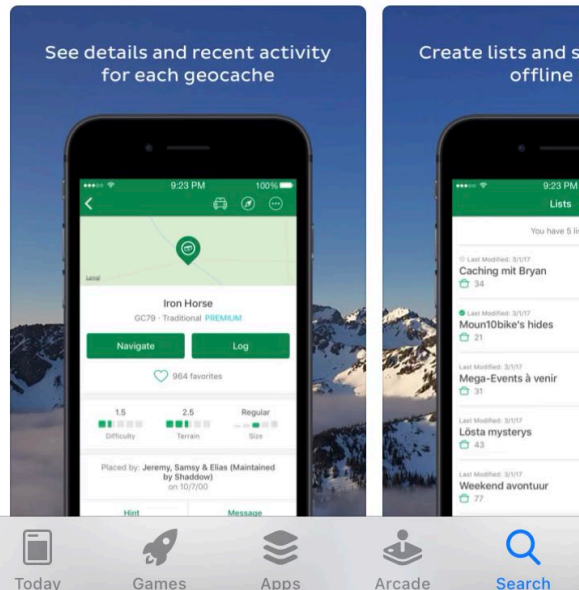 See details and recent activity
for each geocache
9:23 PM
100%
Iron Horse
GC79 · Traditional PREMIUM
Navigate
Log
964 favorites
1.5
2.5
Regular
Difficulty
Terrain
Size
Placed by: Jeremy, Samsy & Elias (Maintained
by Shaddow)
on 10/7/00
Hint
Message
Create lists and s
offline
9:23 PM
Lists
You have 5 li
Last Modified: 3/1/17
Caching mit Bryan
34
Last Modified: 3/1/17
Moun10bike's hides
21
Last Modified: 3/1/17
Mega-Events à venir
31
Last Modified: 3/1/17
Lösta mysterys
43
Last Modified: 3/1/17
Weekend avontuur
77
Today
Games
Apps
Arcade
Search